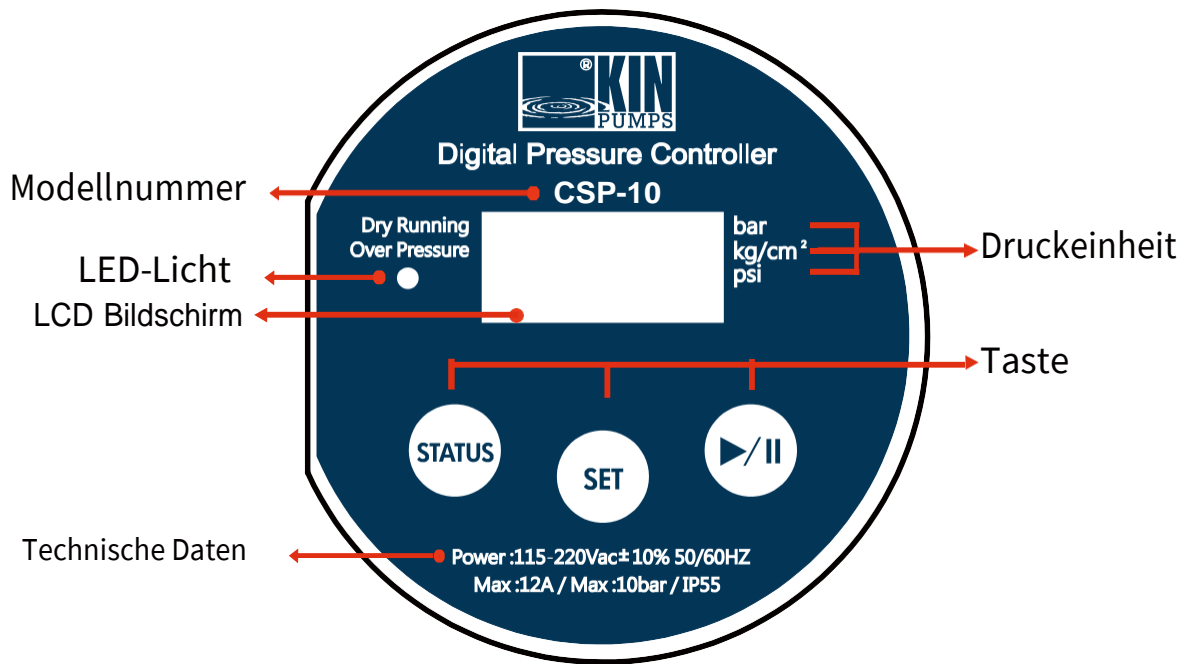 ® KIN
PUMPS
Digital Pressure Controller
Modellnummer
CSP-10
Dry Running
Over Pressure
bar
kg/cm²
psi
Druckeinheit
LED-Licht
LCD Bildschirm
Taste
STATUS
SET
▶/II
Technische Daten
Power :115-220Vac±10% 50/60HZ
Max :12A / Max :10bar / IP55